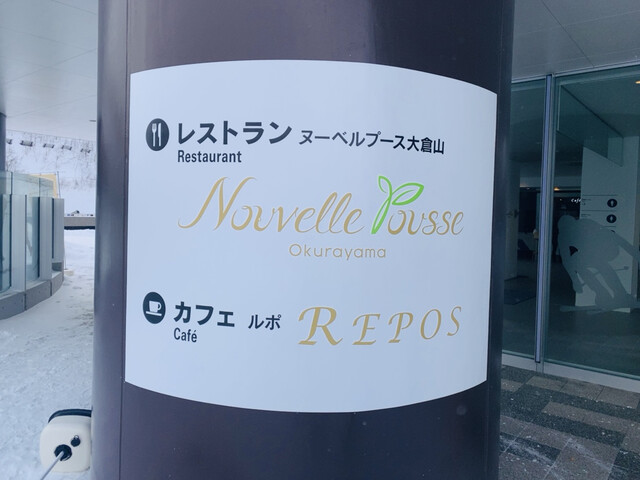 レストラン ヌーベルプース大倉山
Restaurant
Nouvelle Pousse
Okurayama
カフェ ルポ REPOS
Café